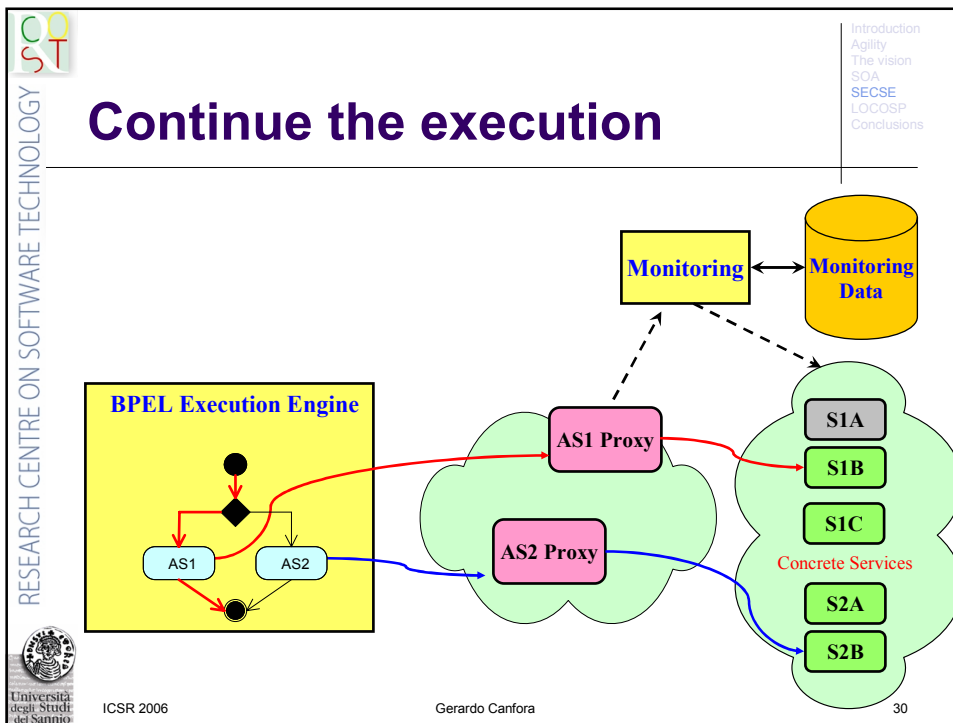 RCOST
RESEARCH CENTRE ON SOFTWARE TECHNOLOGY
Introduction
Agility
The vision
SOA
SECSE
LOCOSP
Conclusions
Continue the execution
Monitoring
Monitoring
Data
BPEL Execution Engine
AS1
AS2
AS1 Proxy
AS2 Proxy
S1A
S1B
S1C
Concrete Services
S2A
S2B
Università
degli Studi
del Sannio
ICSR 2006
Gerardo Canfora
30